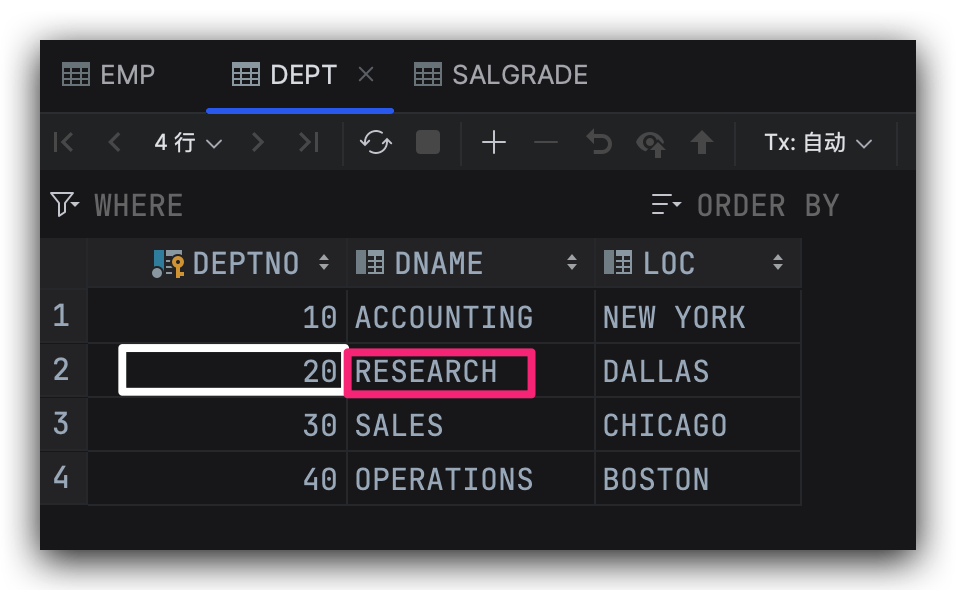 EMP DEPT SALGRADE
4 行 Tx: 自动
WHERE ORDER BY
DEPTNO DNAME LOC
1 10 ACCOUNTING NEW YORK
2 20 RESEARCH DALLAS
3 30 SALES CHICAGO
4 40 OPERATIONS BOSTON